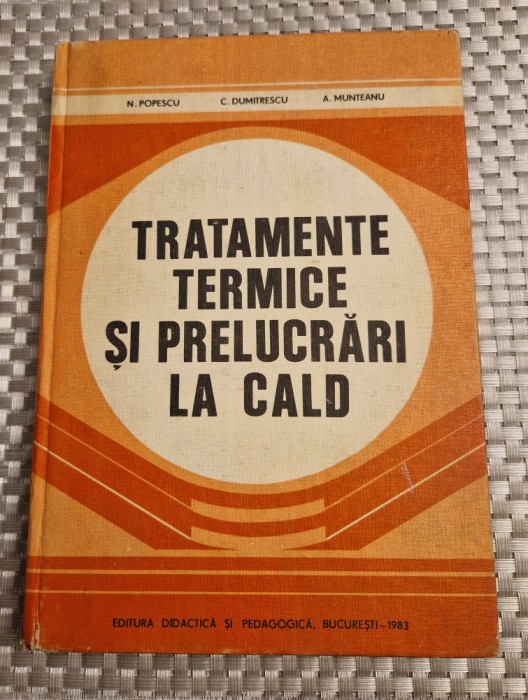 N. POPESCU C. DUMITRESCU A. MUNTEANU
TRATAMENTE
TERMICE
ȘI PRELUCRĂRI
LA CALD
EDITURA DIDACTICĂ ȘI PEDAGOGICĂ, BUCUREȘTI – 1983